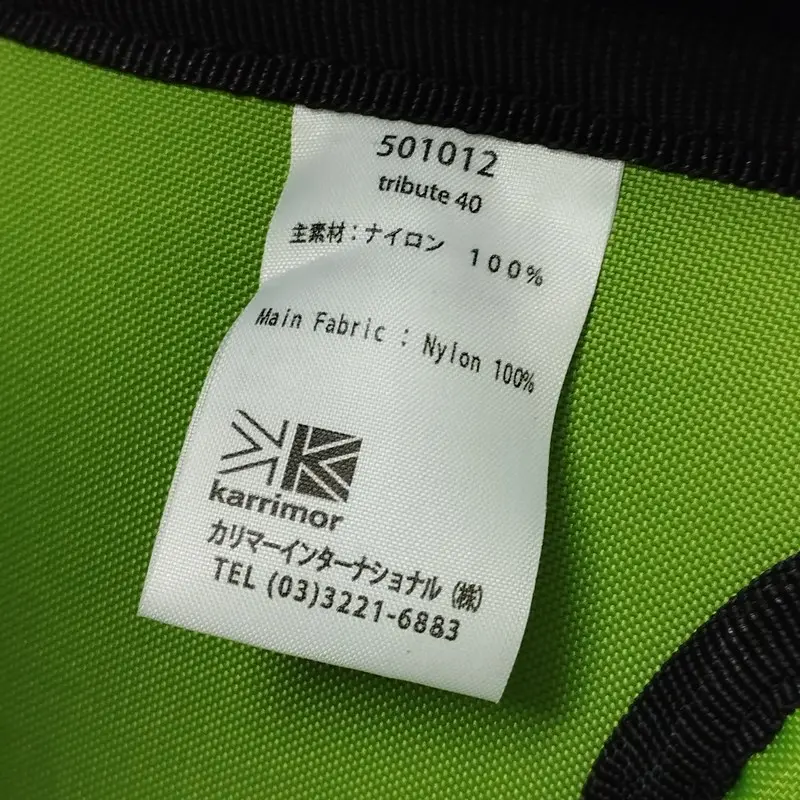 501012
tribute 40
主素材：ナイロン 100%
Main Fabric : Nylon 100%
karrimor
カリマーインターナショナル（株）
TEL (03)3221-6883